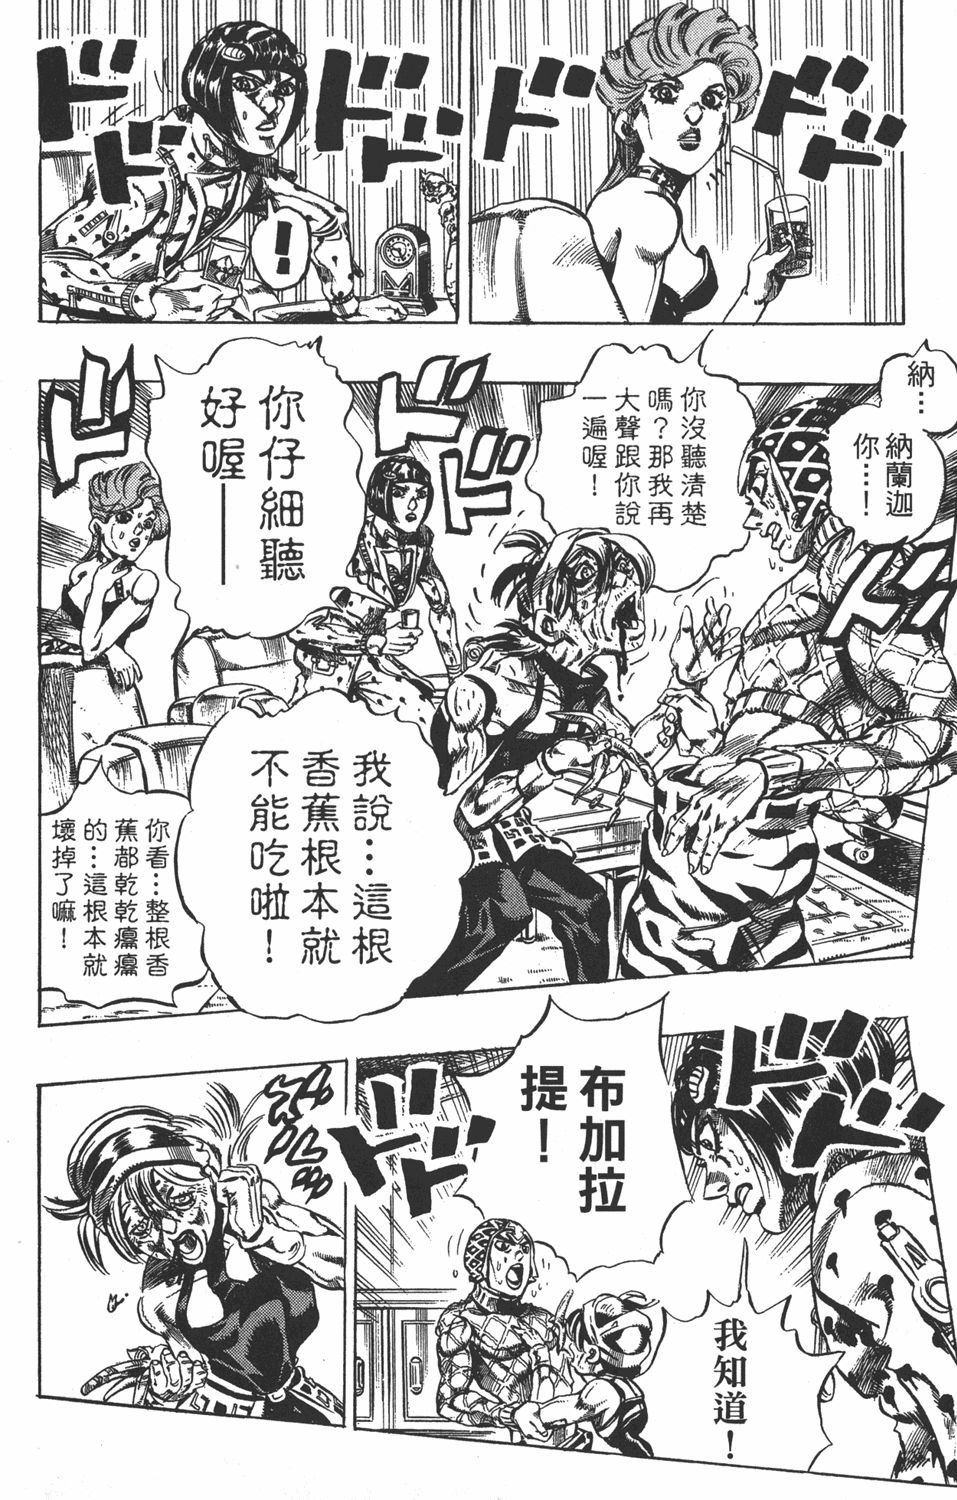 ドドド
ド
ドド
ド
!
納…
納蘭迦
你…!
你沒聽清楚
嗎?那我再
大聲跟你說
一遍喔!
ドド
ドド
你仔細聽
好喔——
ド
我說…這根
香蕉根本就
不能吃啦!
你看…整根香
蕉都乾乾癟癟
的…這根本就
壞掉了嘛!
ド
ド
我知道!
布加拉
提!
ド
ド